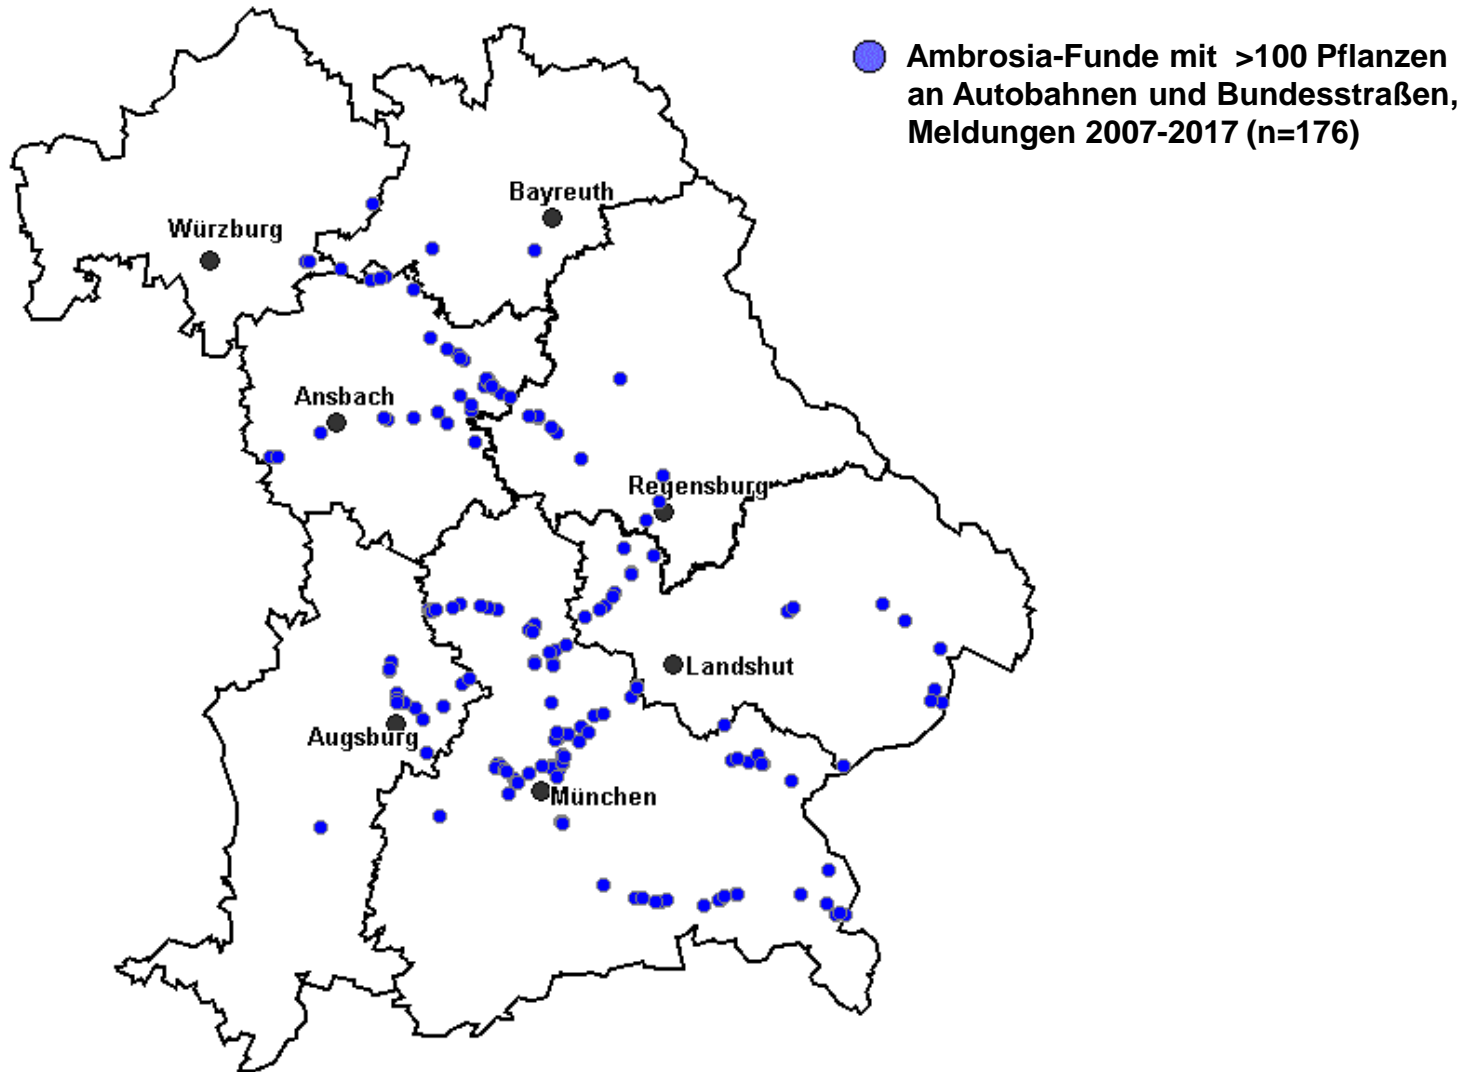 Ambrosia-Funde mit >100 Pflanzen
an Autobahnen und Bundesstraßen,
Meldungen 2007-2017 (n=176)
Bayreuth
Würzburg
Ansbach
Regensburg
Landshut
Augsburg
München